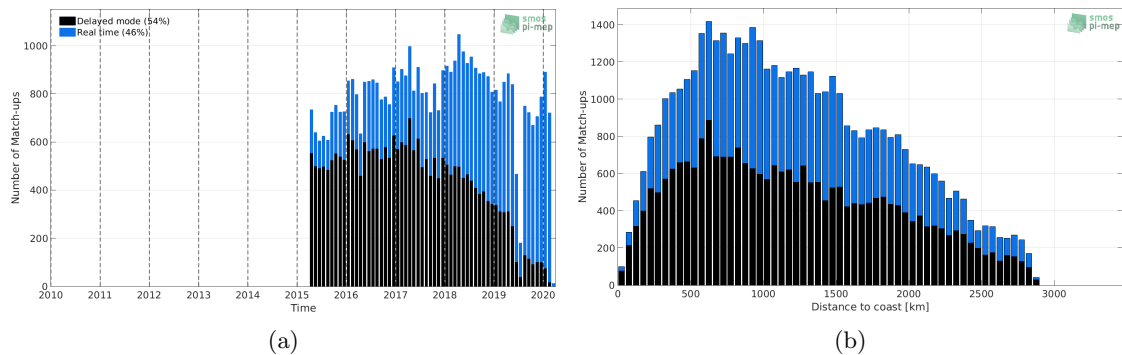 Delayed mode (54%)
Real time (46%)
smos
pi-mep
Number of Match-ups
1000
800
600
400
200
0
2010 2011 2012 2013 2014 2015 2016 2017 2018 2019 2020
Time
(a)
smos
pi-mep
Number of Match-ups
1400
1200
1000
800
600
400
200
0
0 500 1000 1500 2000 2500 3000
Distance to coast [km]
(b)